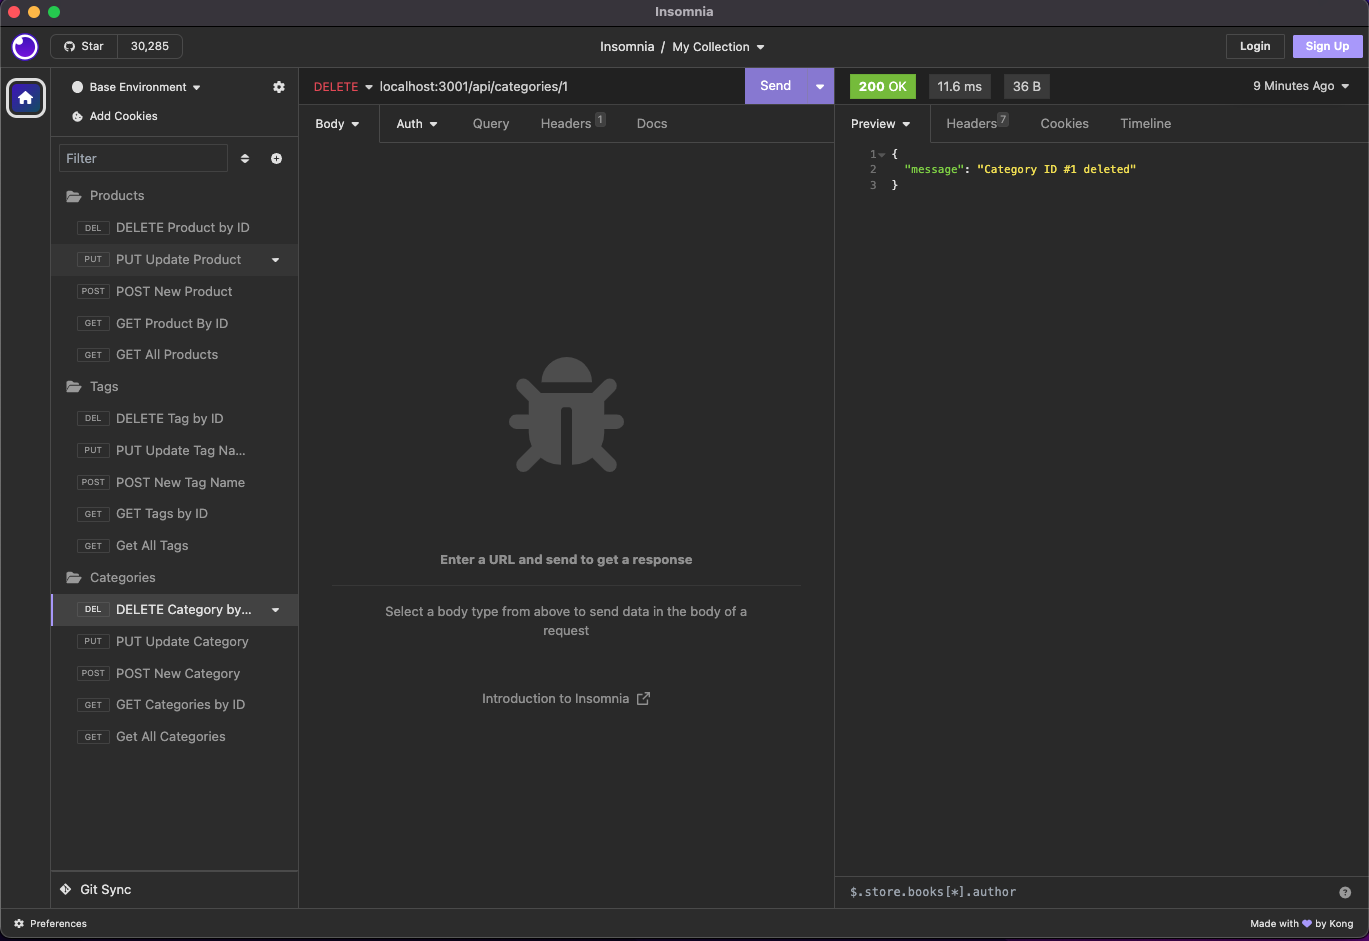 Insomnia
Star 30,285
Insomnia / My Collection
Login Sign Up
Base Environment
Add Cookies
Filter
Products
DEL DELETE Product by ID
PUT PUT Update Product
POST POST New Product
GET GET Product By ID
GET GET All Products
Tags
DEL DELETE Tag by ID
PUT PUT Update Tag Na...
POST POST New Tag Name
GET GET Tags by ID
GET Get All Tags
Categories
DEL DELETE Category by...
PUT PUT Update Category
POST POST New Category
GET GET Categories by ID
GET Get All Categories
Git Sync
Preferences
DELETE localhost:3001/api/categories/1 Send
Body Auth Query Headers 1 Docs
Enter a URL and send to get a response
Select a body type from above to send data in the body of a
request
Introduction to Insomnia
200 OK 11.6 ms 36 B 9 Minutes Ago
Preview Headers 7 Cookies Timeline
1 {
2 "message": "Category ID #1 deleted"
3 }
$.store.books[*].author
Made with 💜 by Kong